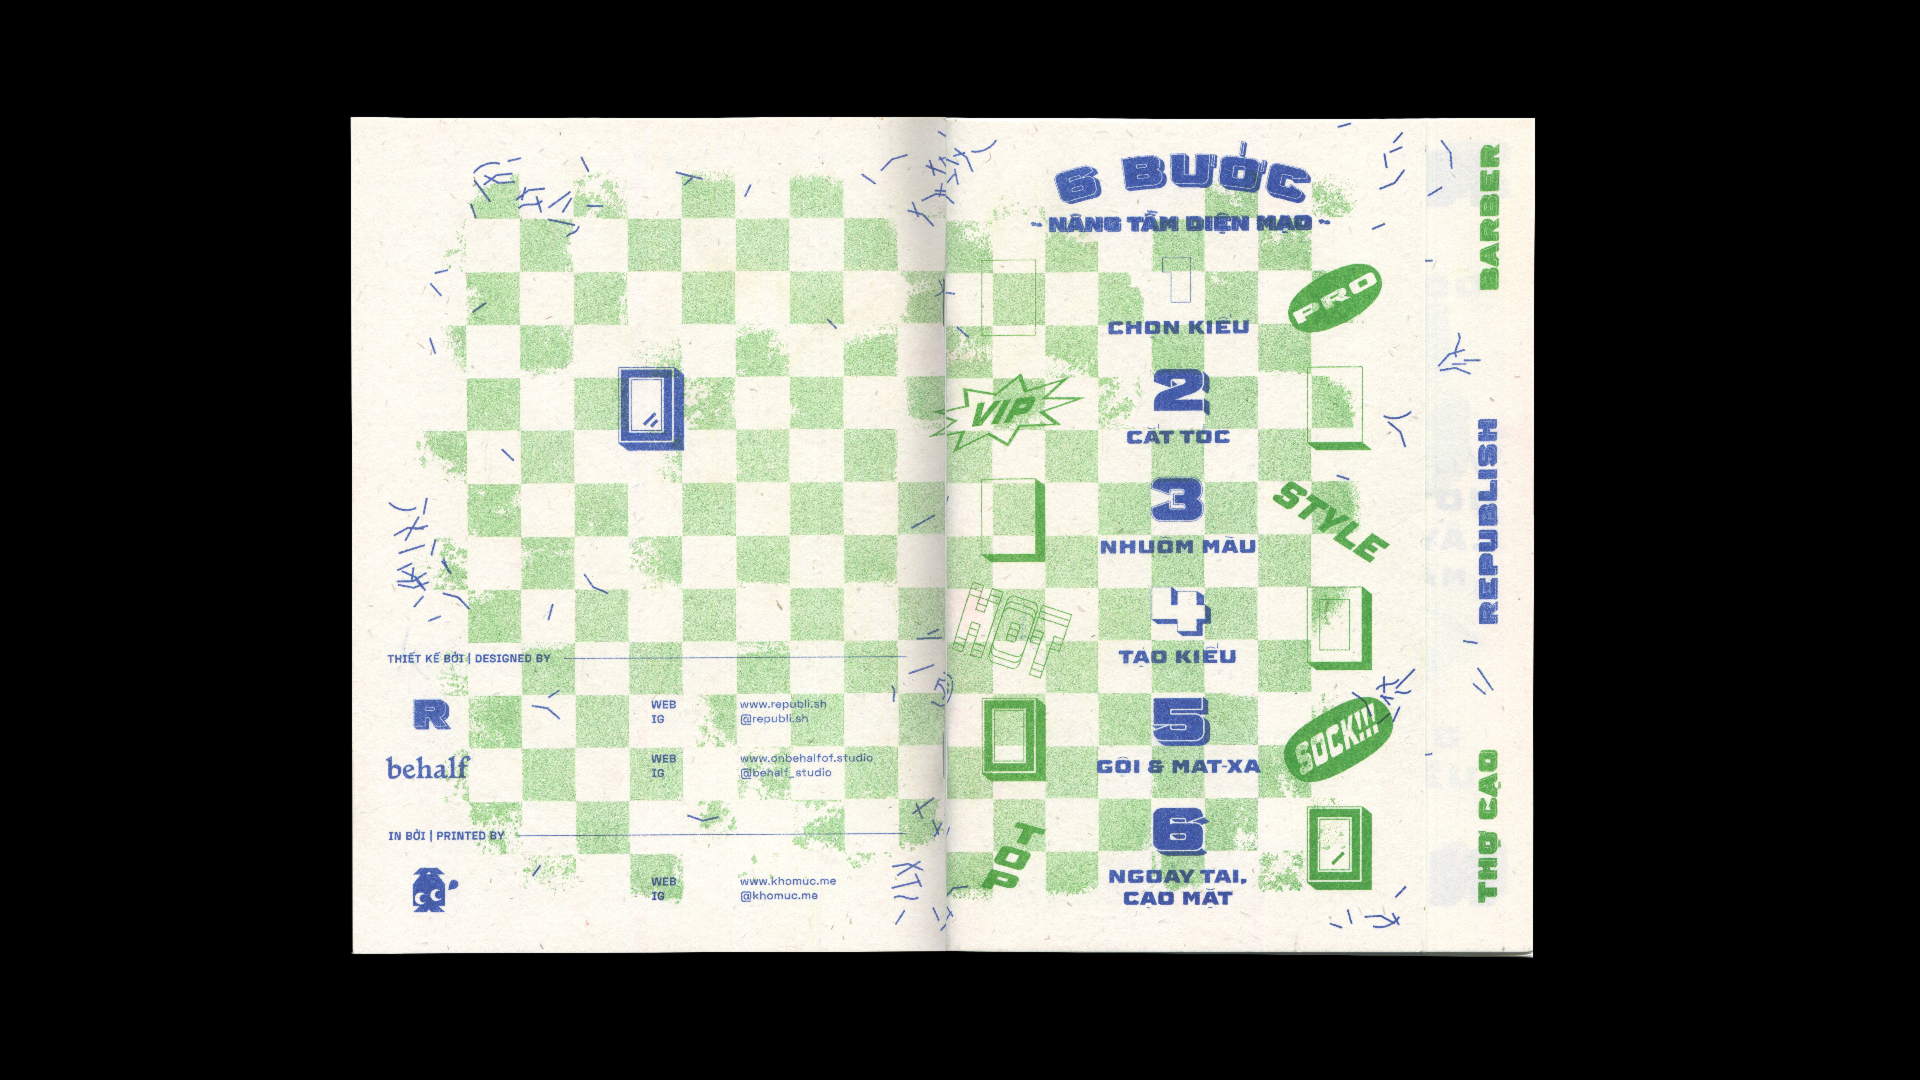 THIẾT KẾ BỞI | DESIGNED BY
R
WEB www.republi.sh
IG @republi.sh
behalf
WEB www.onbehalfof.studio
IG @behalf_studio
IN BỞI | PRINTED BY
WEB www.khomuc.me
IG @khomuc.me
6 BƯỚC
~ NÂNG TẦM DIỆN MẠO ~
1
CHỌN KIỂU
PRO
VIP
2
CẮT TÓC
3
NHUỘM MÀU
STYLE
HOT
4
TẠO KIỂU
5
GỘI & MÁT-XA
SOCK!!!
TOP
6
NGOÁY TAI,
CẠO MẶT
BARBER
REPUBLISH
THỢ CẠO